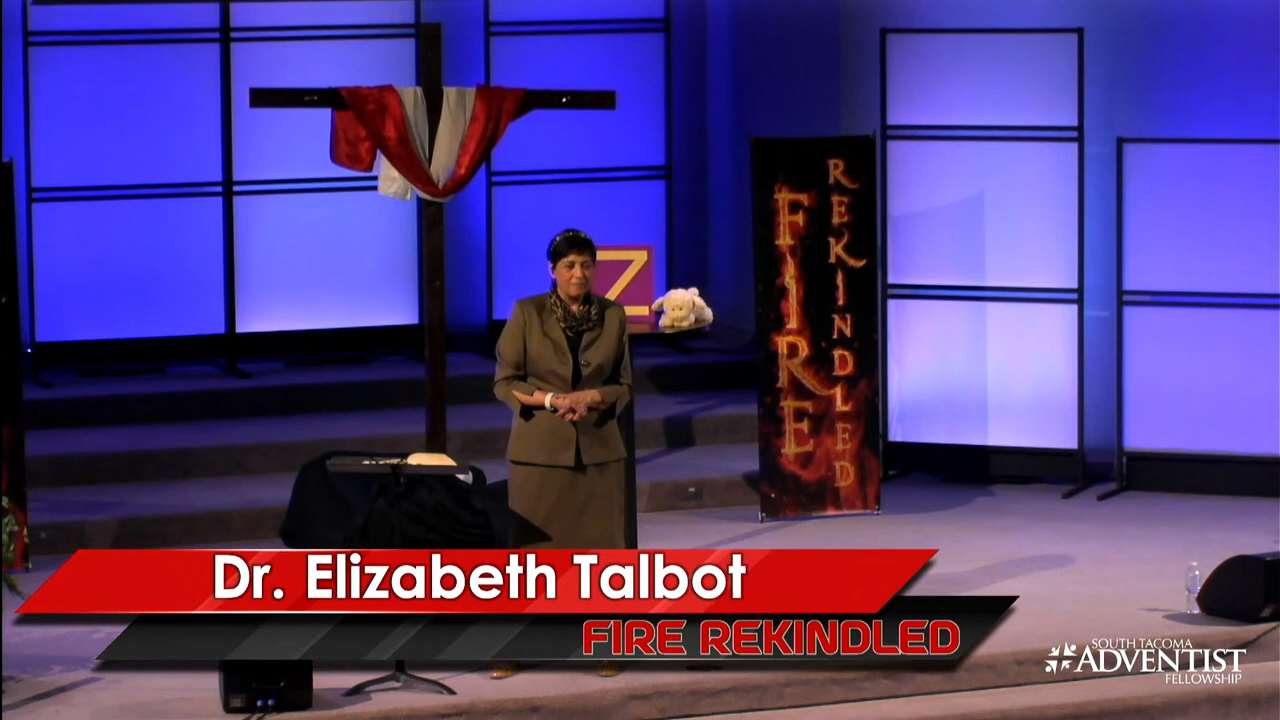 Z
FIRE
REKINDLED
Dr. Elizabeth Talbot
FIRE REKINDLED
SOUTH TACOMA
ADVENTIST
FELLOWSHIP